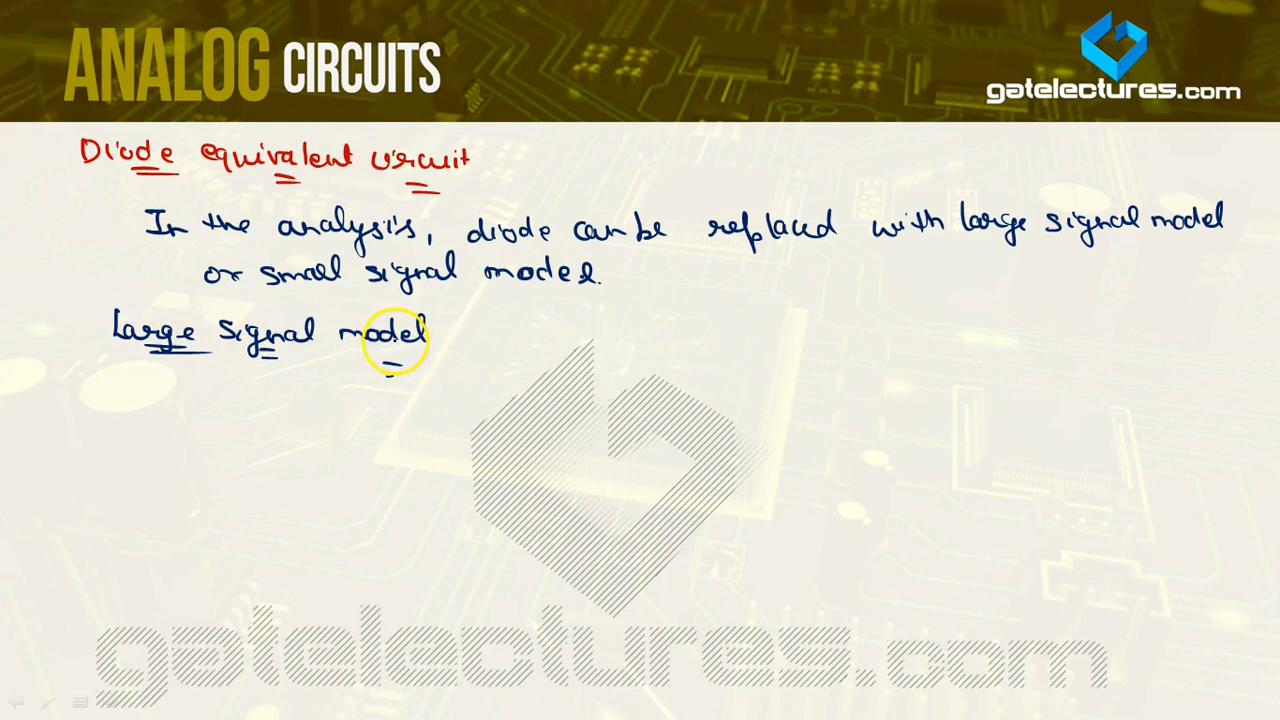 ANALOG CIRCUITS
gatelectures.com
Diode equivalent circuit
In the analysis, diode can be replaced with large signal model
or small signal model.
Large signal model
gatelectures.com